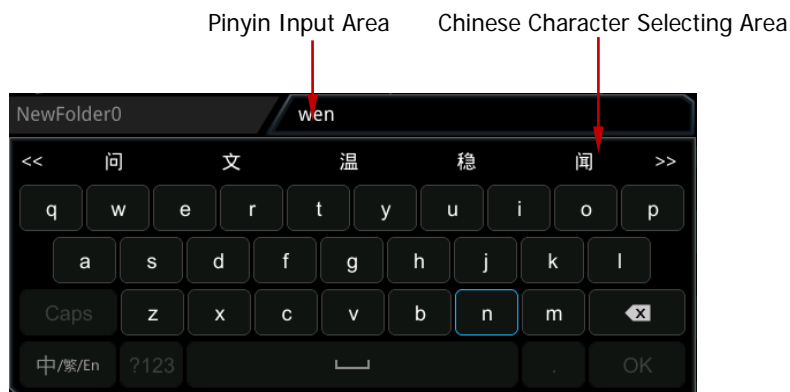 Pinyin Input Area Chinese Character Selecting Area
NewFolder0 wen
<< 问 文 温 稳 闻 >>
q w e r t y u i o p
a s d f g h j k l
Caps z x c v b n m
中/繁/En ?123 . OK